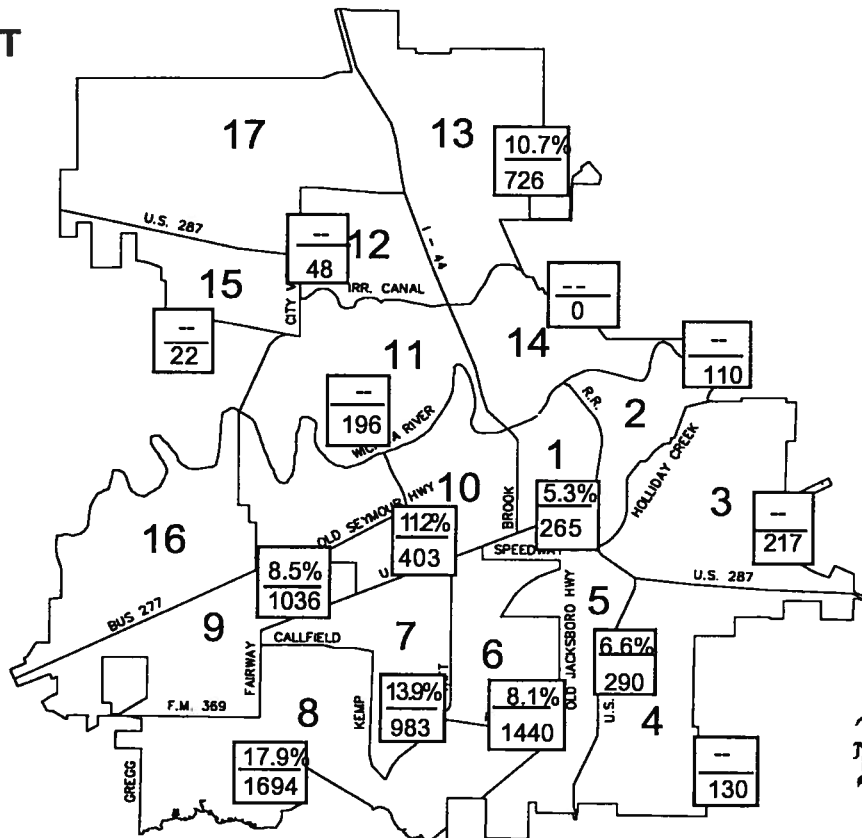 T
17
13
10.7%
726
U.S. 287
I - 44
--
48
12
15
IRR. CANAL
--
0
--
22
11
14
--
110
--
196
R.R.
2
WICHITA RIVER
HOLLIDAY CREEK
10
1
3
BROOK
5.3%
265
OLD SEYMOUR HWY
112%
403
SPEEDWAY
--
217
16
8.5%
1036
U.S. 287
BUS 277
5
9
CALLFIELD
7
6
OLD JACKSBORO HWY
6.6%
290
FAIRWAY
KEMP
13.9%
983
8.1%
1440
U.S.
4
F.M. 369
8
GREGG
17.9%
1694
--
130